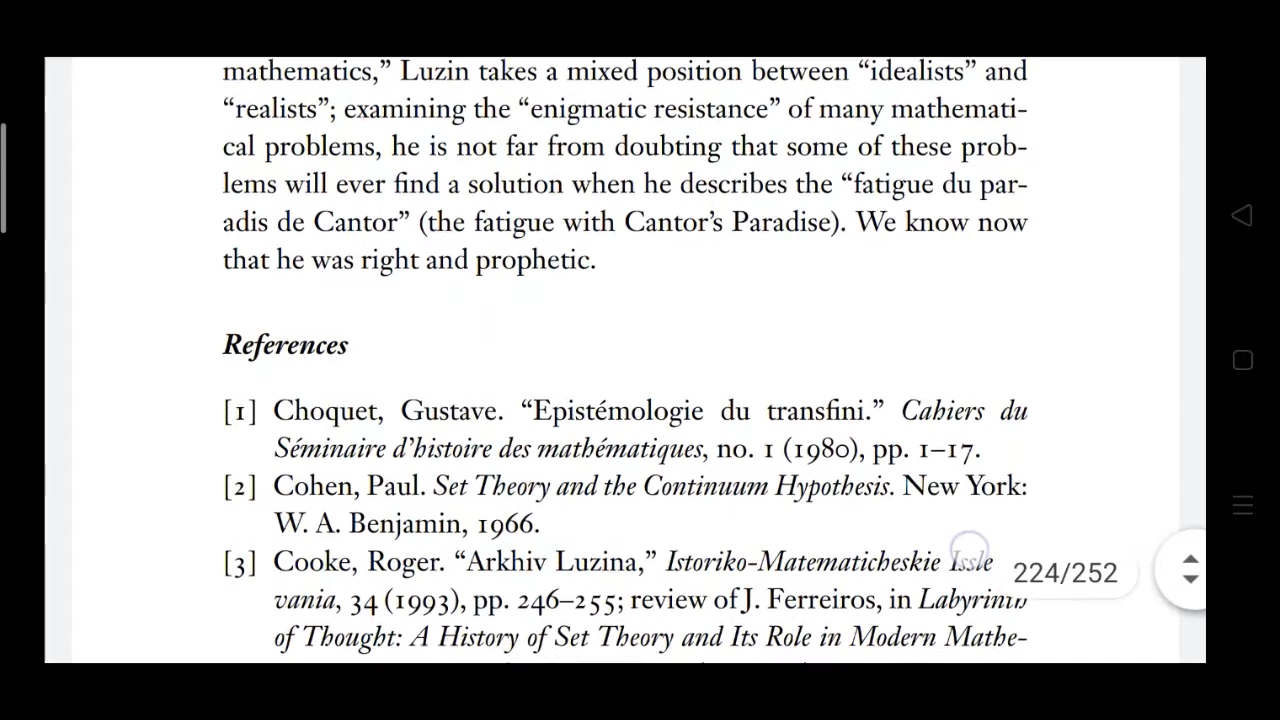 mathematics,” Luzin takes a mixed position between “idealists” and
“realists”; examining the “enigmatic resistance” of many mathemati-
cal problems, he is not far from doubting that some of these prob-
lems will ever find a solution when he describes the “fatigue du par-
adis de Cantor” (the fatigue with Cantor’s Paradise). We know now
that he was right and prophetic.
References
[1] Choquet, Gustave. “Epistémologie du transfini.” Cahiers du
Séminaire d’histoire des mathématiques, no. 1 (1980), pp. 1–17.
[2] Cohen, Paul. Set Theory and the Continuum Hypothesis. New York:
W. A. Benjamin, 1966.
[3] Cooke, Roger. “Arkhiv Luzina,” Istoriko-Matematicheskie Issle
224/252
vania, 34 (1993), pp. 246–255; review of J. Ferreiros, in Labyrinth
of Thought: A History of Set Theory and Its Role in Modern Mathe-